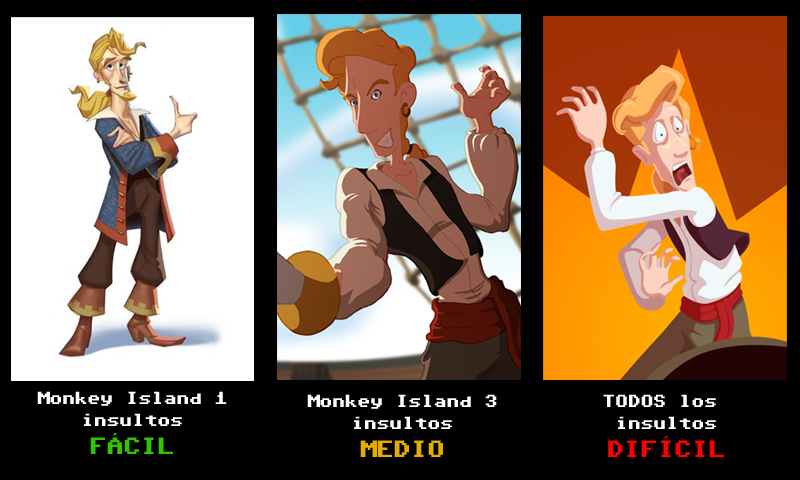 Monkey Island 1
insultos
FÁCIL
Monkey Island 3
insultos
MEDIO
TODOS los
insultos
DIFÍCIL